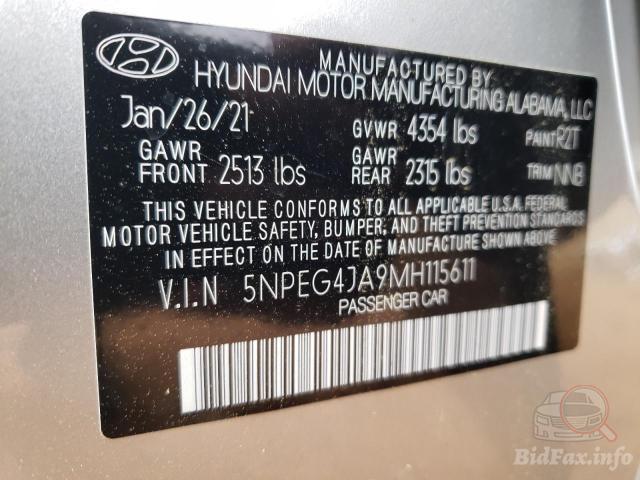 MANUFACTURED BY
HYUNDAI MOTOR MANUFACTURING ALABAMA, LLC
Jan/26/21 GVWR 4354 lbs PAINT R2T
GAWR FRONT 2513 lbs GAWR REAR 2315 lbs TRIM NNB
THIS VEHICLE CONFORMS TO ALL APPLICABLE U.S. FEDERAL
MOTOR VEHICLE SAFETY, BUMPER, AND THEFT PREVENTION STANDARDS
IN EFFECT ON THE DATE OF MANUFACTURE SHOWN ABOVE.
V.I.N 5NPEG4JA9MH115611
PASSENGER CAR
BidFax.info